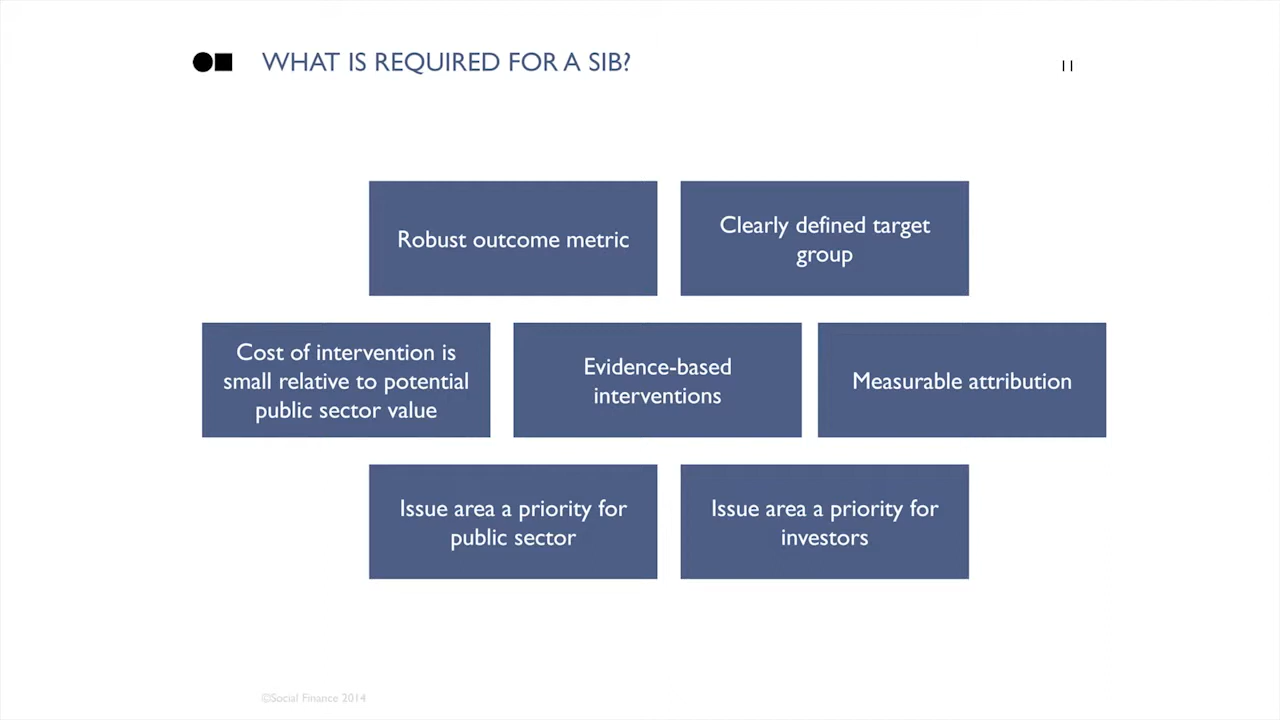 WHAT IS REQUIRED FOR A SIB?
11
Robust outcome metric
Clearly defined target
group
Cost of intervention is
small relative to potential
public sector value
Evidence-based
interventions
Measurable attribution
Issue area a priority for
public sector
Issue area a priority for
investors
©Social Finance 2014